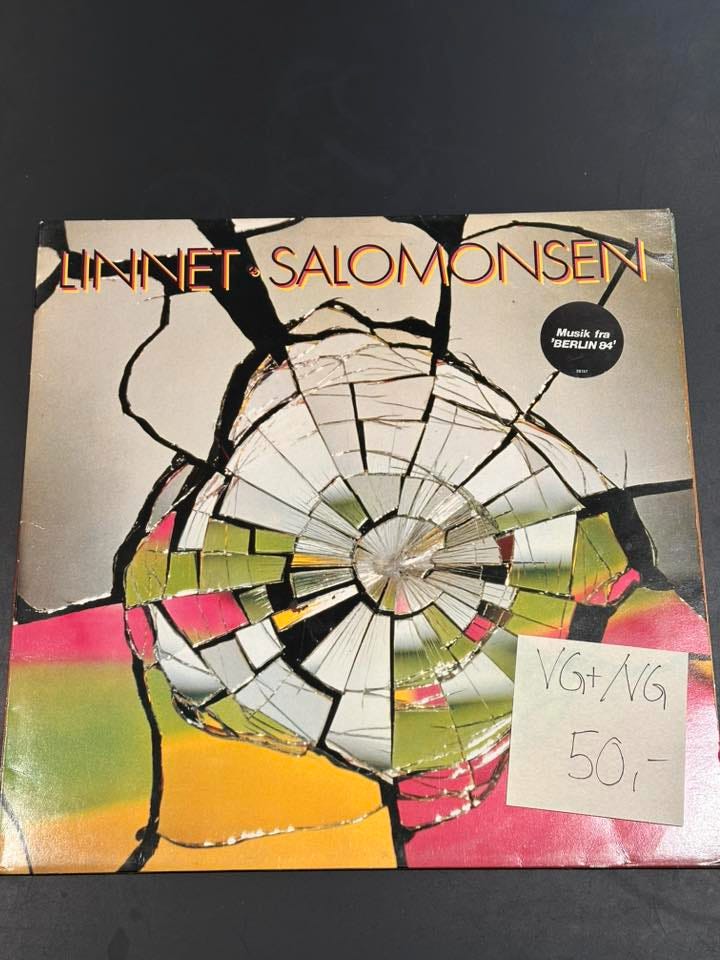 LINNET • SALOMONSEN
Musik fra
'BERLIN 84'
VG+/VG
50,-